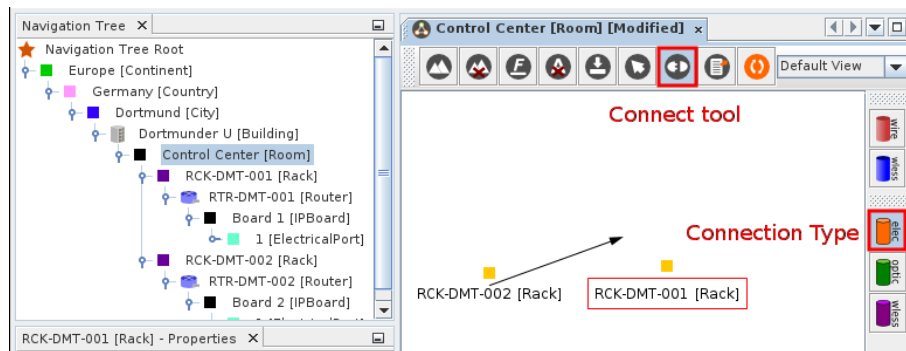 Navigation Tree
Navigation Tree Root
Europe [Continent]
Germany [Country]
Dortmund [City]
Dortmunder U [Building]
Control Center [Room]
RCK-DMT-001 [Rack]
RTR-DMT-001 [Router]
Board 1 [IPBoard]
1 [ElectricalPort]
RCK-DMT-002 [Rack]
RTR-DMT-002 [Router]
Board 2 [IPBoard]
RCK-DMT-001 [Rack] - Properties
Control Center [Room] [Modified]
Default View
Connect tool
wire
wless
Connection Type
elec
optic
wless
RCK-DMT-002 [Rack]
RCK-DMT-001 [Rack]